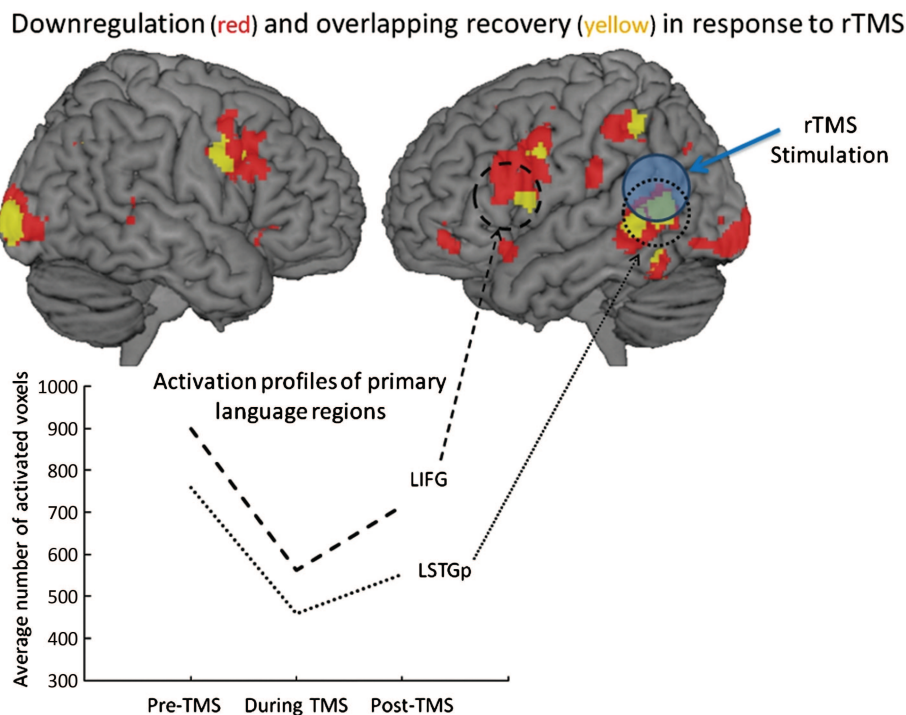 Downregulation (red) and overlapping recovery (yellow) in response to rTMS
rTMS
Stimulation
Activation profiles of primary
language regions
Average number of activated voxels
1000
900
800
700
600
500
400
300
LIFG
LSTGp
Pre-TMS During TMS Post-TMS